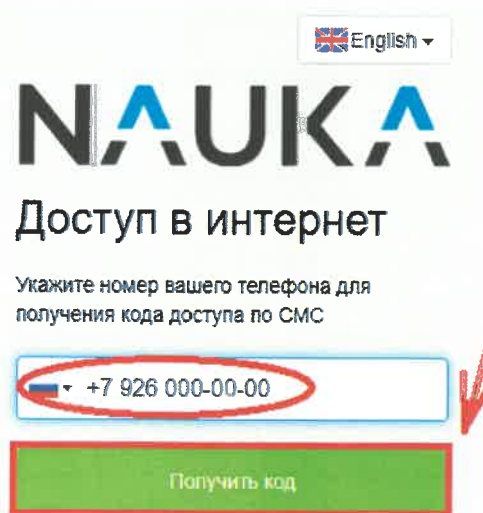 English
NAUKA
Доступ в интернет
Укажите номер вашего телефона для
получения кода доступа по СМС
+7 926 000-00-00
Получить код